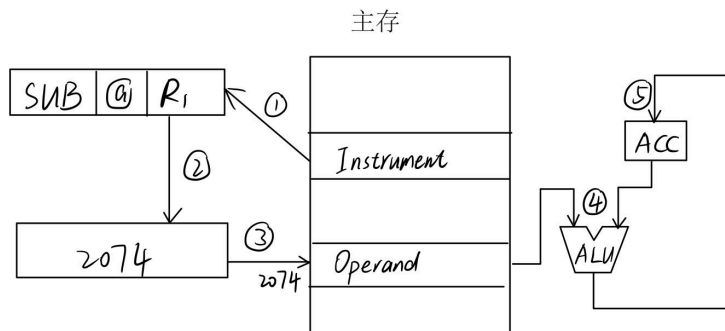 主存
SUB @ R₁
①
②
Instrument
⑤
ACC
④
ALU
2074
③
2074
Operand